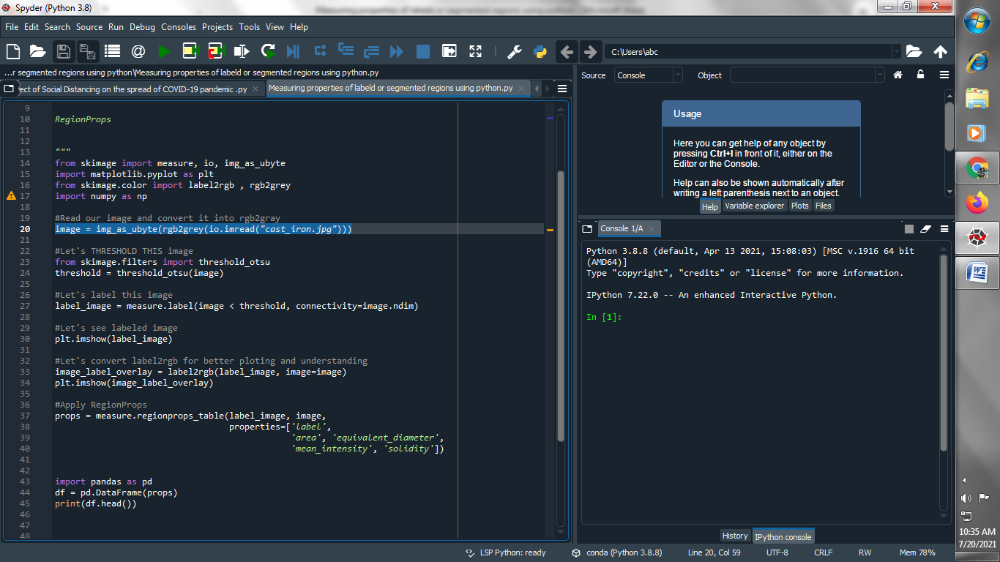 Spyder (Python 3.8)
File Edit Search Source Run Debug Consoles Projects Tools View Help
C:\Users\abc
...r segmented regions using python\Measuring properties of labeld or segmented regions using python.py
ect of Social Distancing on the spread of COVID-19 pandemic .py
Measuring properties of labeld or segmented regions using python.py
9
10 RegionProps
11
12
13 """
14 from skimage import measure, io, img_as_ubyte
15 import matplotlib.pyplot as plt
16 from skimage.color import label2rgb , rgb2grey
17 import numpy as np
18
19 #Read our image and convert it into rgb2gray
20 image = img_as_ubyte(rgb2grey(io.imread("cast_iron.jpg")))
21
22 #Let's THRESHOLD THIS image
23 from skimage.filters import threshold_otsu
24 threshold = threshold_otsu(image)
25
26 #Let's label this image
27 label_image = measure.label(image < threshold, connectivity=image.ndim)
28
29 #Let's see labeled image
30 plt.imshow(label_image)
31
32 #Let's convert label2rgb for better ploting and understanding
33 image_label_overlay = label2rgb(label_image, image=image)
34 plt.imshow(image_label_overlay)
35
36 #Apply RegionProps
37 props = measure.regionprops_table(label_image, image,
38 properties=['label',
39 'area', 'equivalent_diameter',
40 'mean_intensity', 'solidity'])
41
42
43 import pandas as pd
44 df = pd.DataFrame(props)
45 print(df.head())
46
47
48
Source Console Object
Usage
Here you can get help of any object by
pressing Ctrl+I in front of it, either on the
Editor or the Console.
Help can also be shown automatically after
writing a left parenthesis next to an object.
Help Variable explorer Plots Files
Console 1/A
Python 3.8.8 (default, Apr 13 2021, 15:08:03) [MSC v.1916 64 bit
(AMD64)]
Type "copyright", "credits" or "license" for more information.
IPython 7.22.0 -- An enhanced Interactive Python.
In [1]:
History IPython console
LSP Python: ready conda (Python 3.8.8) Line 20, Col 59 UTF-8 CRLF RW Mem 78%
10:35 AM
7/20/2021